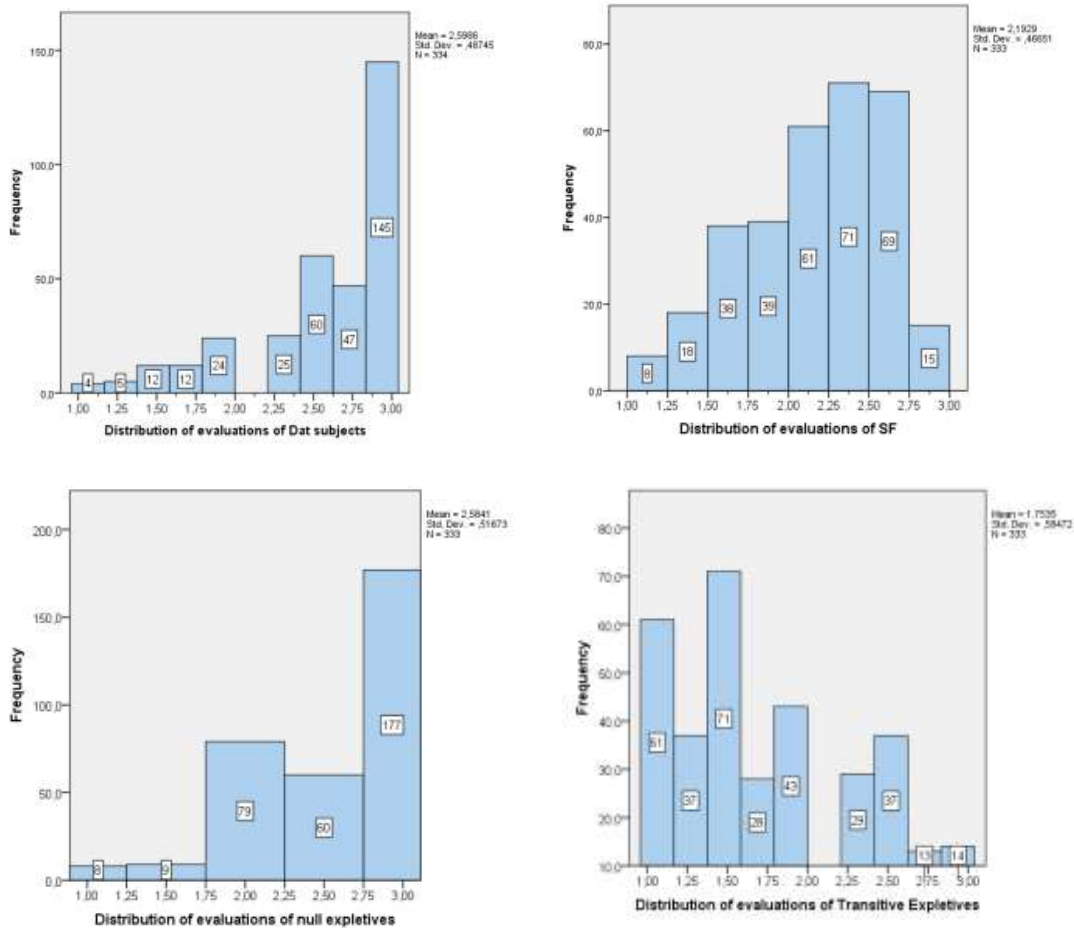 Mean = 2,5986
Std. Dev. = ,48745
N = 334
150,0
100,0
50,0
0,0
Frequency
4
5
12
12
24
25
60
47
145
1,00 1,25 1,50 1,75 2,00 2,25 2,50 2,75 3,00
Distribution of evaluations of Dat subjects
Mean = 2,1929
Std. Dev. = ,46651
N = 333
80,0
60,0
40,0
20,0
0,0
Frequency
8
18
38
39
61
71
69
15
1,00 1,25 1,50 1,75 2,00 2,25 2,50 2,75 3,00
Distribution of evaluations of SF
Mean = 2,5841
Std. Dev. = ,51673
N = 333
200,0
150,0
100,0
50,0
0,0
Frequency
8
9
79
60
177
1,00 1,25 1,50 1,75 2,00 2,25 2,50 2,75 3,00
Distribution of evaluations of null expletives
Mean = 1,7535
Std. Dev. = ,58472
N = 333
80,0
70,0
60,0
50,0
40,0
30,0
20,0
10,0
Frequency
61
37
71
28
43
29
37
13
14
1,00 1,25 1,50 1,75 2,00 2,25 2,50 2,75 3,00
Distribution of evaluations of Transitive Expletives